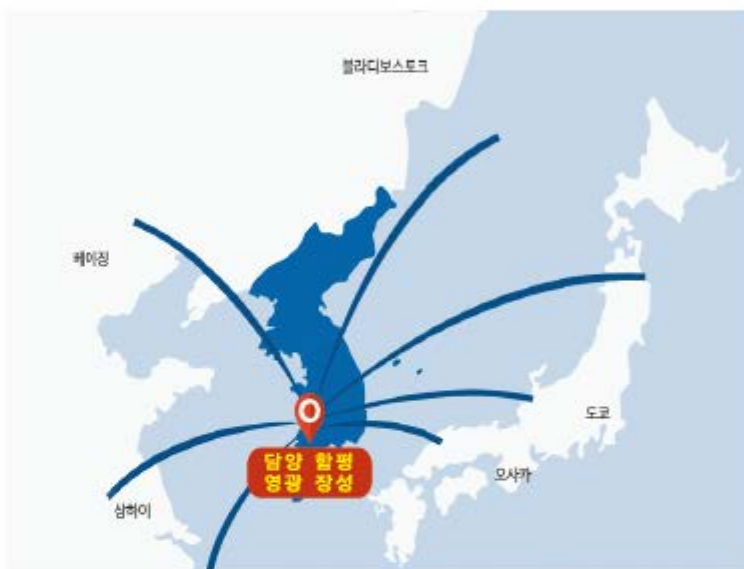 블라디보스토크
베이징
도쿄
담양 함평
영광 장성
오사카
상하이